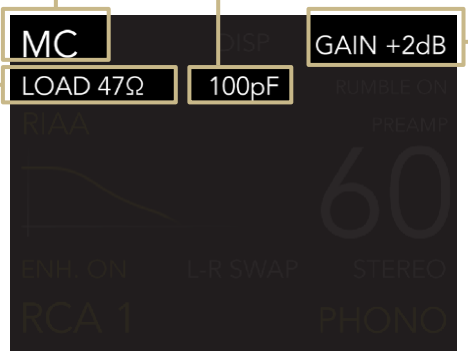 MC DISP GAIN +2dB
LOAD 47Ω 100pF RUMBLE ON
RIAA PREAMP
60
ENH. ON L-R SWAP STEREO
RCA 1 PHONO